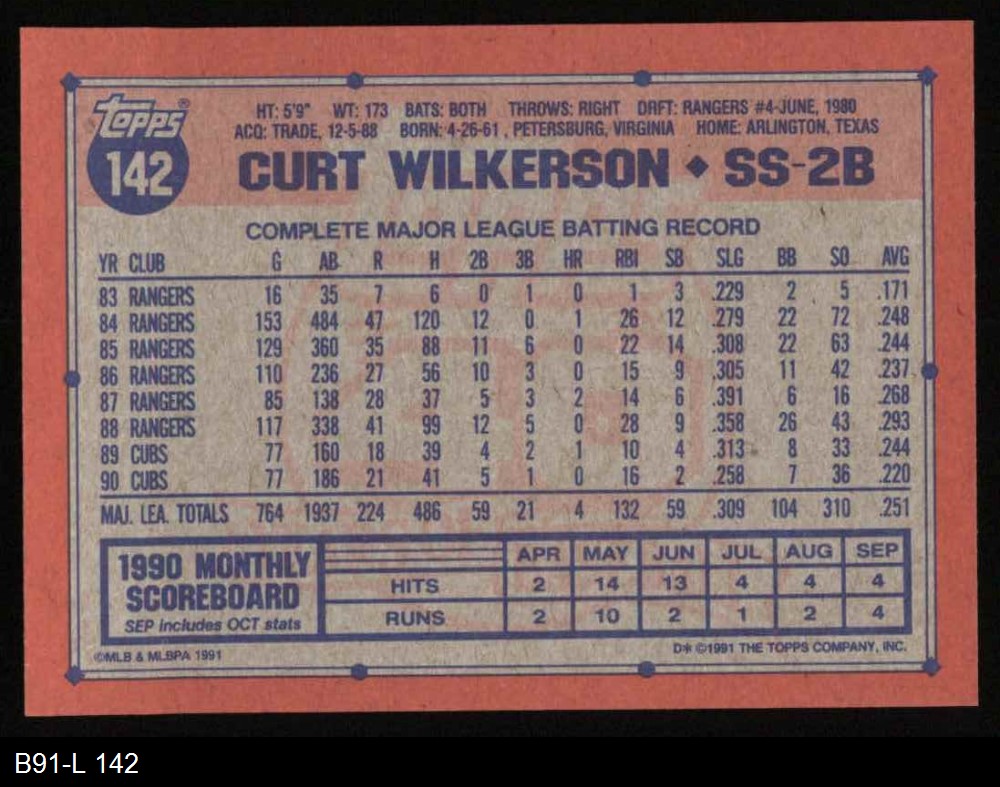 Topps®
142
HT: 5'9" WT: 173 BATS: BOTH THROWS: RIGHT DRFT: RANGERS #4-JUNE, 1980
ACQ: TRADE, 12-5-88 BORN: 4-26-61, PETERSBURG, VIRGINIA HOME: ARLINGTON, TEXAS
CURT WILKERSON ◆ SS-2B
COMPLETE MAJOR LEAGUE BATTING RECORD
YR CLUB G AB R H 2B 3B HR RBI SB SLG BB SO AVG
83 RANGERS 16 35 7 6 0 1 0 1 3 .229 2 5 .171
84 RANGERS 153 484 47 120 12 0 1 26 12 .279 22 72 .248
85 RANGERS 129 360 35 88 11 6 0 22 14 .308 22 63 .244
86 RANGERS 110 236 27 56 10 3 0 15 9 .305 11 42 .237
87 RANGERS 85 138 28 37 5 3 2 14 6 .391 6 16 .268
88 RANGERS 117 338 41 99 12 5 0 28 9 .358 26 43 .293
89 CUBS 77 160 18 39 4 2 1 10 4 .313 8 33 .244
90 CUBS 77 186 21 41 5 1 0 16 2 .258 7 36 .220
MAJ. LEA. TOTALS 764 1937 224 486 59 21 4 132 59 .309 104 310 .251
1990 MONTHLY
SCOREBOARD
SEP includes OCT stats
APR MAY JUN JUL AUG SEP
HITS 2 14 13 4 4 4
RUNS 2 10 2 1 2 4
©MLB & MLBPA 1991
D* ©1991 THE TOPPS COMPANY, INC.
B91-L 142